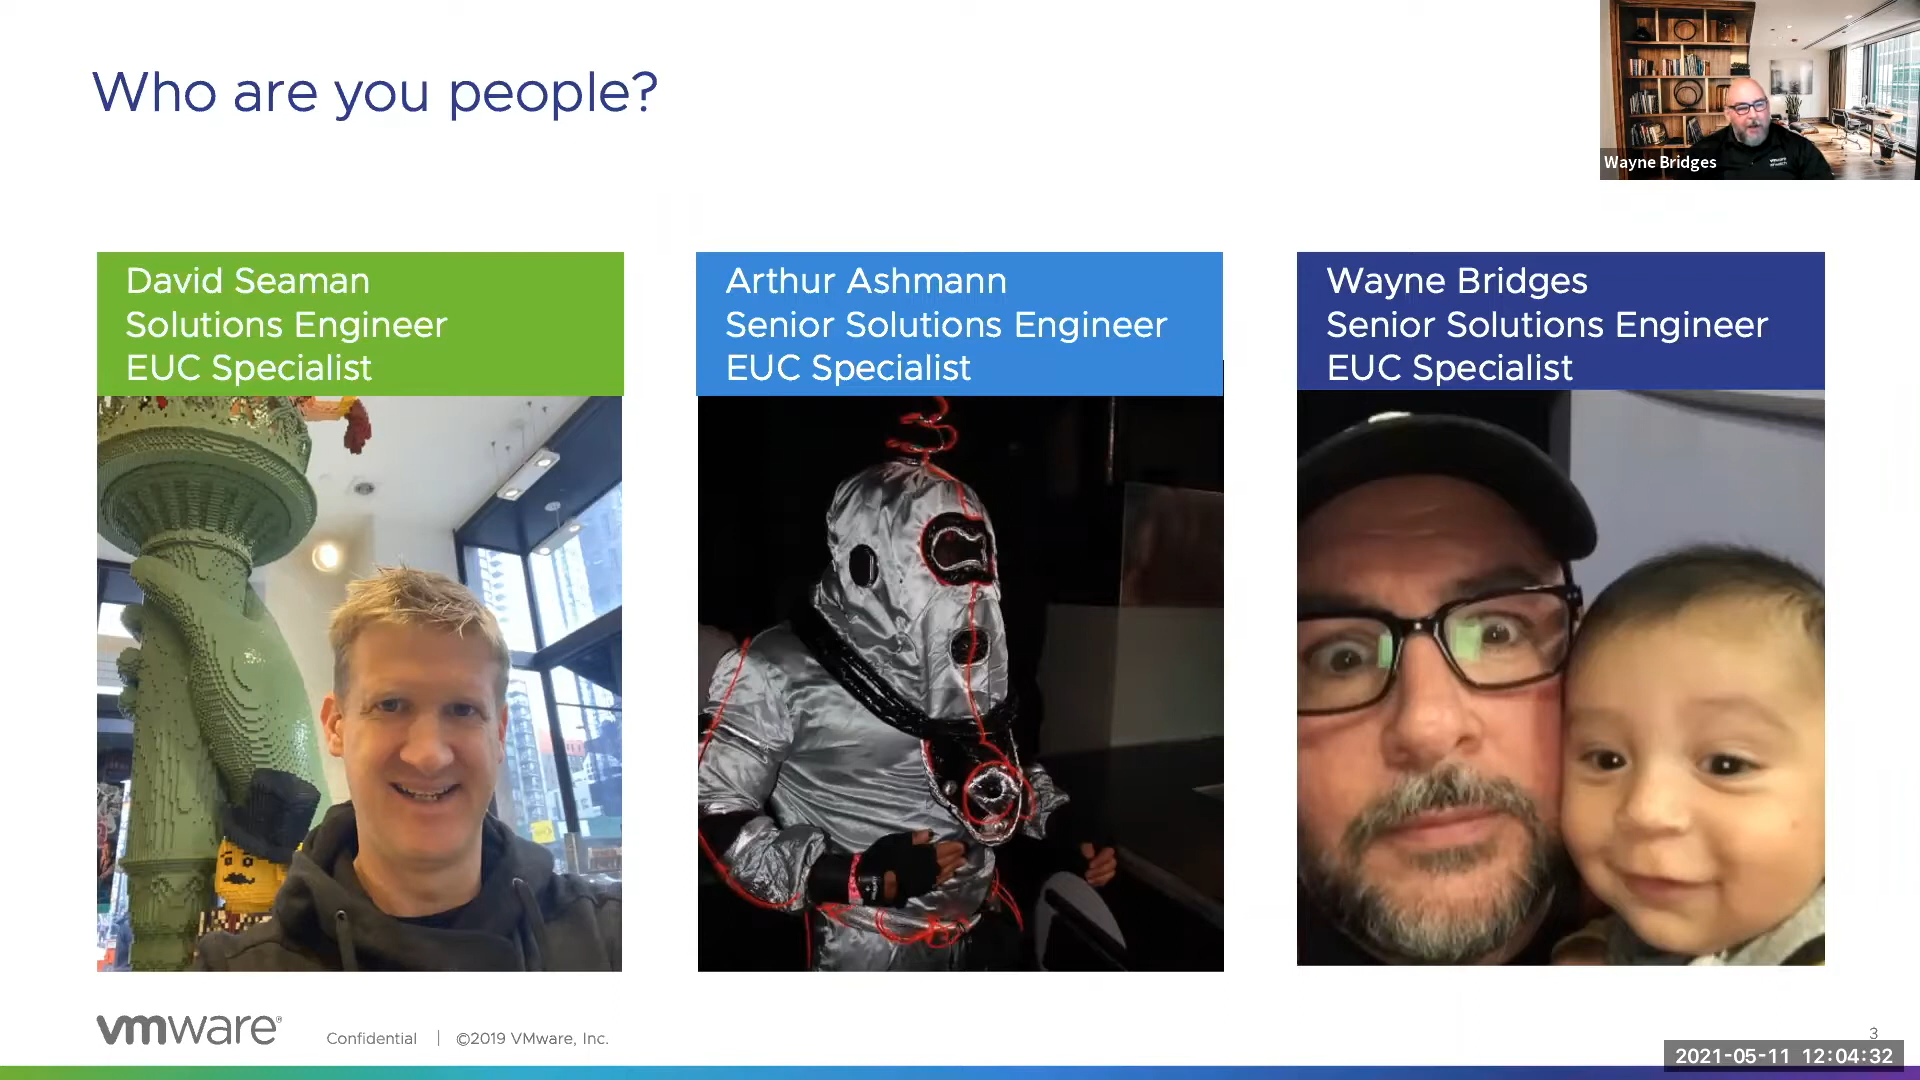 Who are you people?
Wayne Bridges
David Seaman
Solutions Engineer
EUC Specialist
Arthur Ashmann
Senior Solutions Engineer
EUC Specialist
Wayne Bridges
Senior Solutions Engineer
EUC Specialist
vmware®
Confidential | ©2019 VMware, Inc.
3
2021-05-11 12:04:32